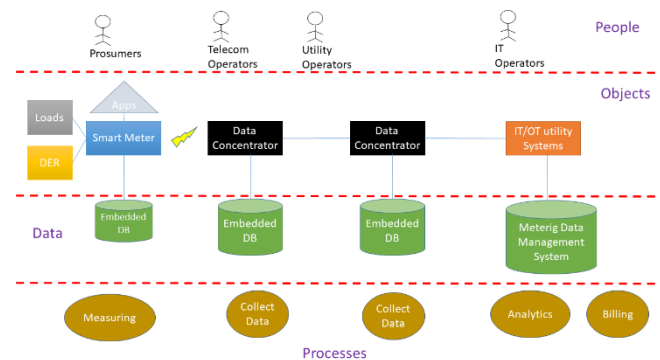 People
Prosumers
Telecom
Operators
Utility
Operators
IT
Operators
Objects
Apps
Loads
Smart Meter
Data
Concentrator
Data
Concentrator
IT/OT utility
Systems
DER
Data
Embedded
DB
Embedded
DB
Embedded
DB
Meterig Data
Management
System
Measuring
Collect
Data
Collect
Data
Analytics
Billing
Processes